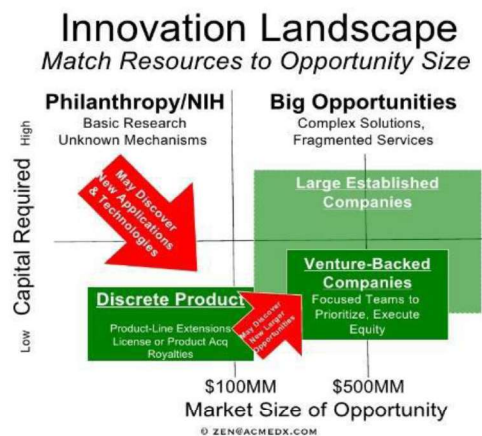 Innovation Landscape
Match Resources to Opportunity Size
Philanthropy/NIH
Basic Research
Unknown Mechanisms
Big Opportunities
Complex Solutions,
Fragmented Services
High
Capital Required
Low
May Discover
New Applications
& Technologies
Large Established
Companies
Venture-Backed
Companies
Focused Teams to
Prioritize, Execute
Equity
Discrete Product
Product-Line Extensions
License or Product Acq
Royalties
May Discover
New Larger
Opportunities
$100MM
$500MM
Market Size of Opportunity
© ZEN@ACMEDX.COM